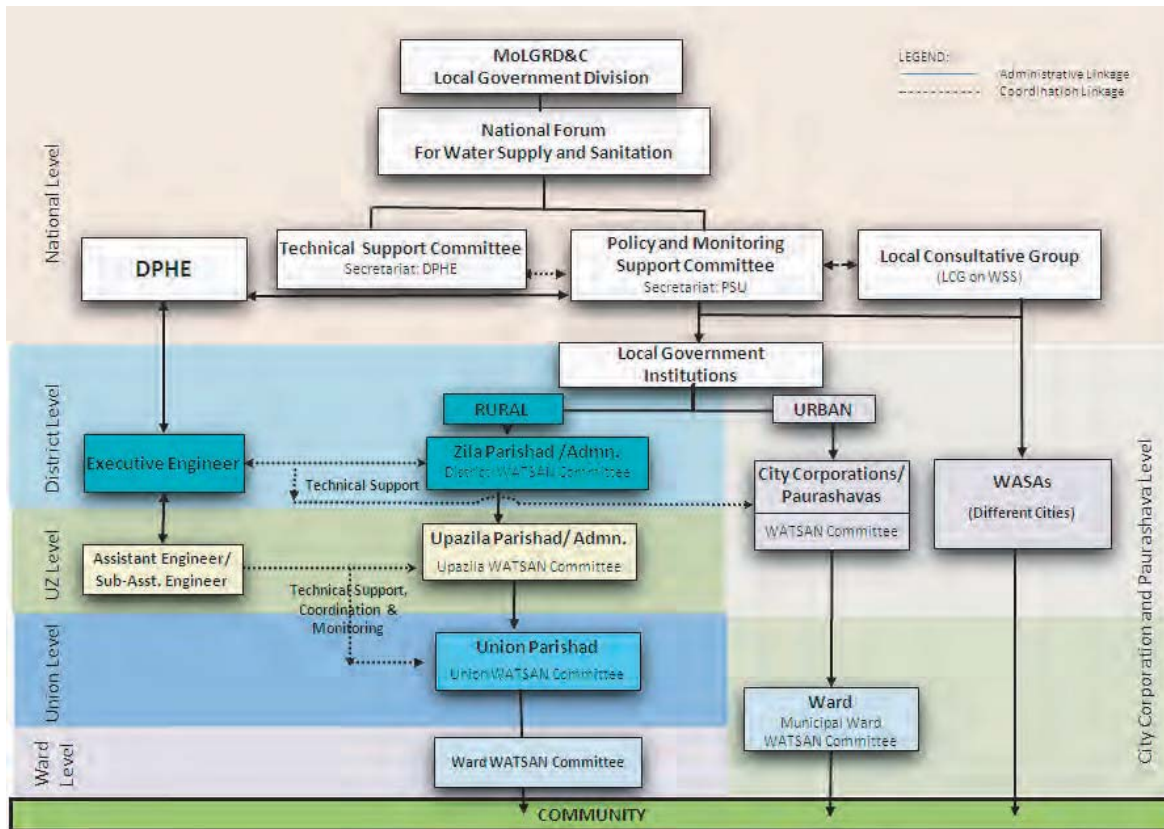 MoLGRD&C
Local Government Division
LEGEND:
Administrative Linkage
Coordination Linkage
National Forum
For Water Supply and Sanitation
National Level
DPHE
Technical Support Committee
Secretariat: DPHE
Policy and Monitoring
Support Committee
Secretariat: PSU
Local Consultative Group
(LCG on WSS)
Local Government
Institutions
District Level
RURAL
URBAN
Executive Engineer
Zila Parishad /Admn.
District WATSAN Committee
Technical Support
City Corporations/
Paurashavas
WATSAN Committee
WASAs
(Different Cities)
City Corporation and Paurashava Level
UZ Level
Assistant Engineer/
Sub-Asst. Engineer
Upazila Parishad/ Admn.
Upazila WATSAN Committee
Technical Support,
Coordination &
Monitoring
Union Level
Union Parishad
Union WATSAN Committee
Ward
Municipal Ward
WATSAN Committee
Ward
Level
Ward WATSAN Committee
COMMUNITY